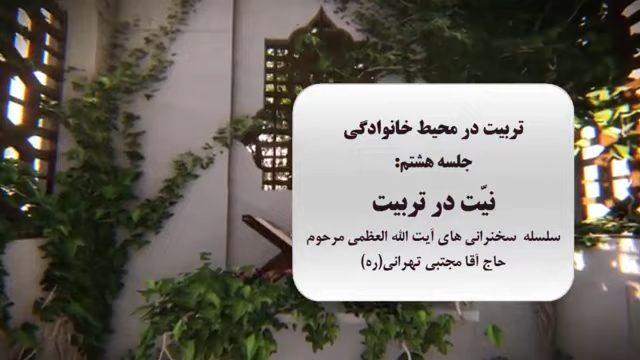 تربیت در محیط خانوادگی
جلسه هشتم:
نیّت در تربیت
سلسله سخنرانی های آیت الله العظمی مرحوم
حاج آقا مجتبی تهرانی(ره)